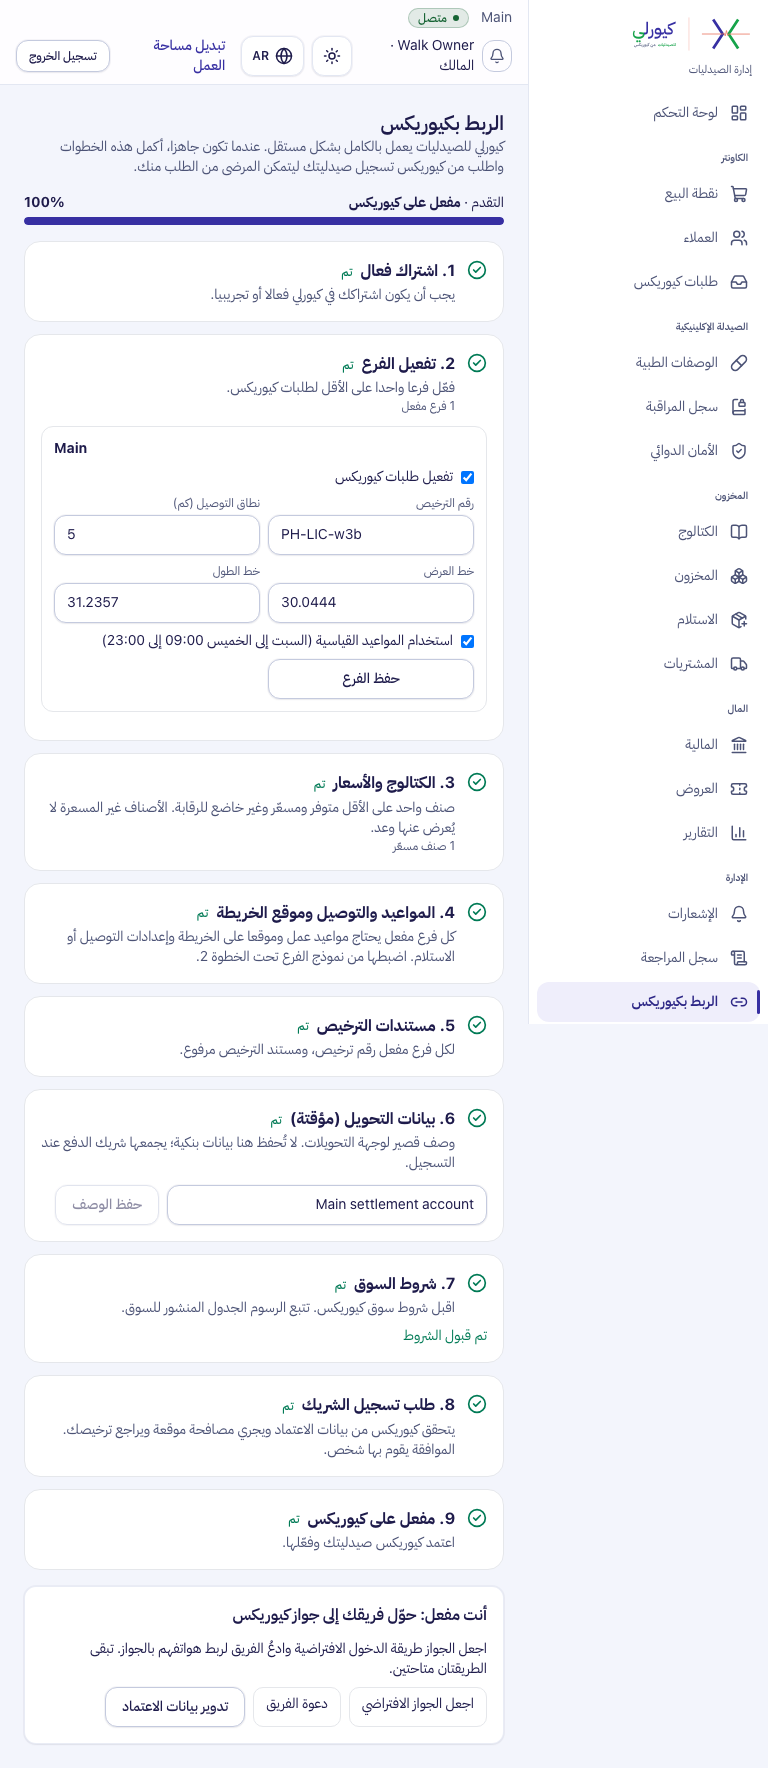 كيورلي
إدارة الصيدليات
لوحة التحكم
الكاونتر
نقطة البيع
العملاء
طلبات كيوريكس
الصيدلة الإكلينيكية
الوصفات الطبية
سجل المراقبة
الأمان الدوائي
المخزون
الكتالوج
المخزون
الاستلام
المشتريات
المال
المالية
العروض
التقارير
الإدارة
الإشعارات
سجل المراجعة
الربط بكيوريكس
Main
متصل
Walk Owner ·
المالك
AR
تبديل مساحة
العمل
تسجيل الخروج
الربط بكيوريكس
كيورلي للصيدليات يعمل بالكامل بشكل مستقل. عندما تكون جاهزا، أكمل هذه الخطوات
واطلب من كيوريكس تسجيل صيدليتك ليتمكن المرضى من الطلب منك.
التقدم · مفعل على كيوريكس
100%
1. اشتراك فعال تم
يجب أن يكون اشتراكك في كيورلي فعالا أو تجريبيا.
2. تفعيل الفرع تم
فعّل فرعا واحدا على الأقل لطلبات كيوريكس.
1 فرع مفعل
Main
تفعيل طلبات كيوريكس
رقم الترخيص
نطاق التوصيل (كم)
PH-LIC-w3b
5
خط العرض
خط الطول
30.0444
31.2357
استخدام المواعيد القياسية (السبت إلى الخميس 09:00 إلى 23:00)
حفظ الفرع
3. الكتالوج والأسعار تم
صنف واحد على الأقل متوفر ومسعّر وغير خاضع للرقابة. الأصناف غير المسعرة لا
يُعرض عنها وعد.
1 صنف مسعّر
4. المواعيد والتوصيل وموقع الخريطة تم
كل فرع مفعل يحتاج مواعيد عمل وموقعا على الخريطة وإعدادات التوصيل أو
الاستلام. اضبطها من نموذج الفرع تحت الخطوة 2.
5. مستندات الترخيص تم
لكل فرع مفعل رقم ترخيص، ومستند الترخيص مرفوع.
6. بيانات التحويل (مؤقتة) تم
وصف قصير لوجهة التحويلات. لا تُحفظ هنا بيانات بنكية؛ يجمعها شريك الدفع عند
التسجيل.
Main settlement account
حفظ الوصف
7. شروط السوق تم
اقبل شروط سوق كيوريكس. تتبع الرسوم الجدول المنشور للسوق.
تم قبول الشروط
8. طلب تسجيل الشريك تم
يتحقق كيوريكس من بيانات الاعتماد ويجري مصافحة موقعة ويراجع ترخيصك.
الموافقة يقوم بها شخص.
9. مفعل على كيوريكس تم
اعتمد كيوريكس صيدليتك وفعّلها.
أنت مفعل: حوّل فريقك إلى جواز كيوريكس
اجعل الجواز طريقة الدخول الافتراضية وادعُ الفريق لربط هواتفهم بالجواز. تبقى
الطريقتان متاحتين.
اجعل الجواز الافتراضي
دعوة الفريق
تدوير بيانات الاعتماد